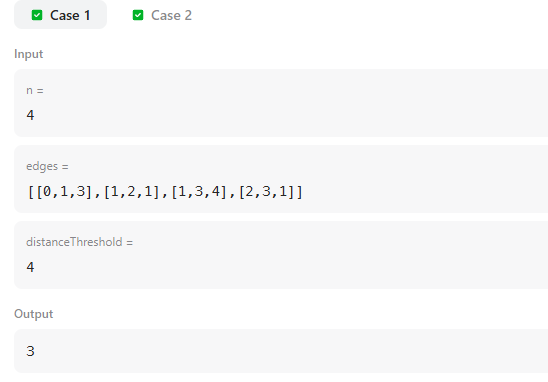 Case 1 Case 2
Input
n =
4
edges =
[[0,1,3],[1,2,1],[1,3,4],[2,3,1]]
distanceThreshold =
4
Output
3